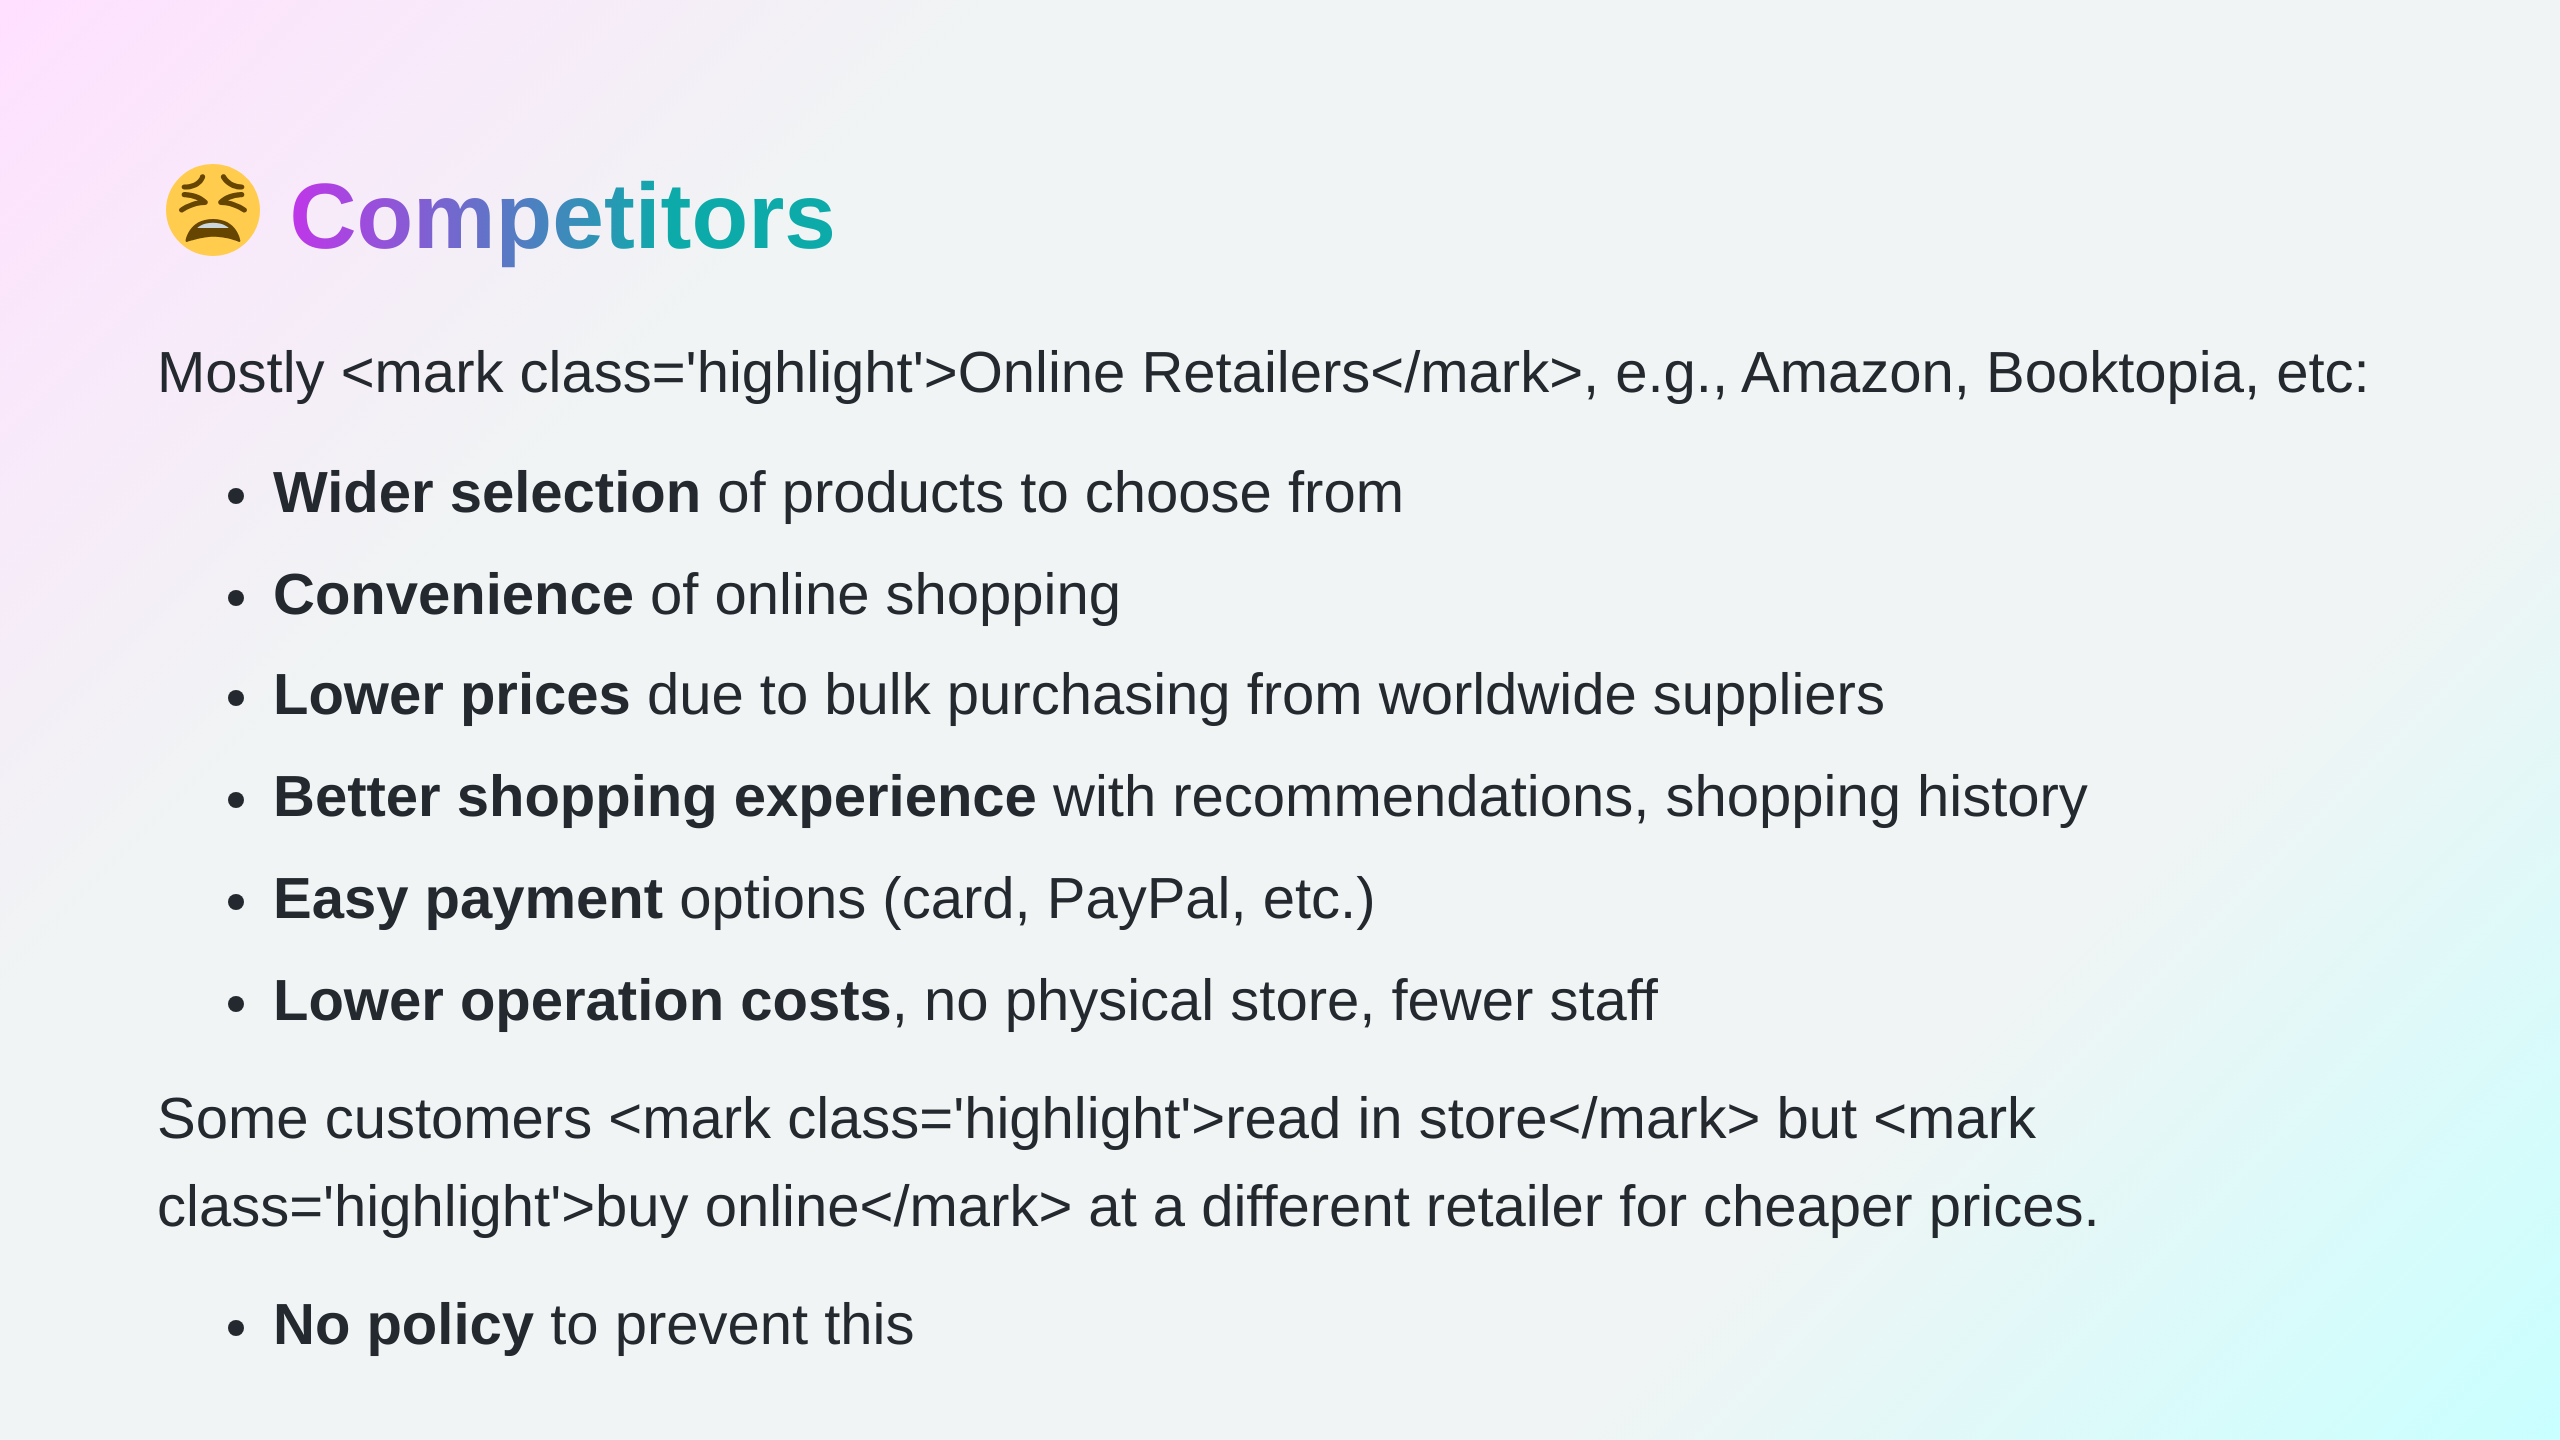 😫 Competitors
Mostly <mark class='highlight'>Online Retailers</mark>, e.g., Amazon, Booktopia, etc:
• Wider selection of products to choose from
• Convenience of online shopping
• Lower prices due to bulk purchasing from worldwide suppliers
• Better shopping experience with recommendations, shopping history
• Easy payment options (card, PayPal, etc.)
• Lower operation costs, no physical store, fewer staff
Some customers <mark class='highlight'>read in store</mark> but <mark
class='highlight'>buy online</mark> at a different retailer for cheaper prices.
• No policy to prevent this